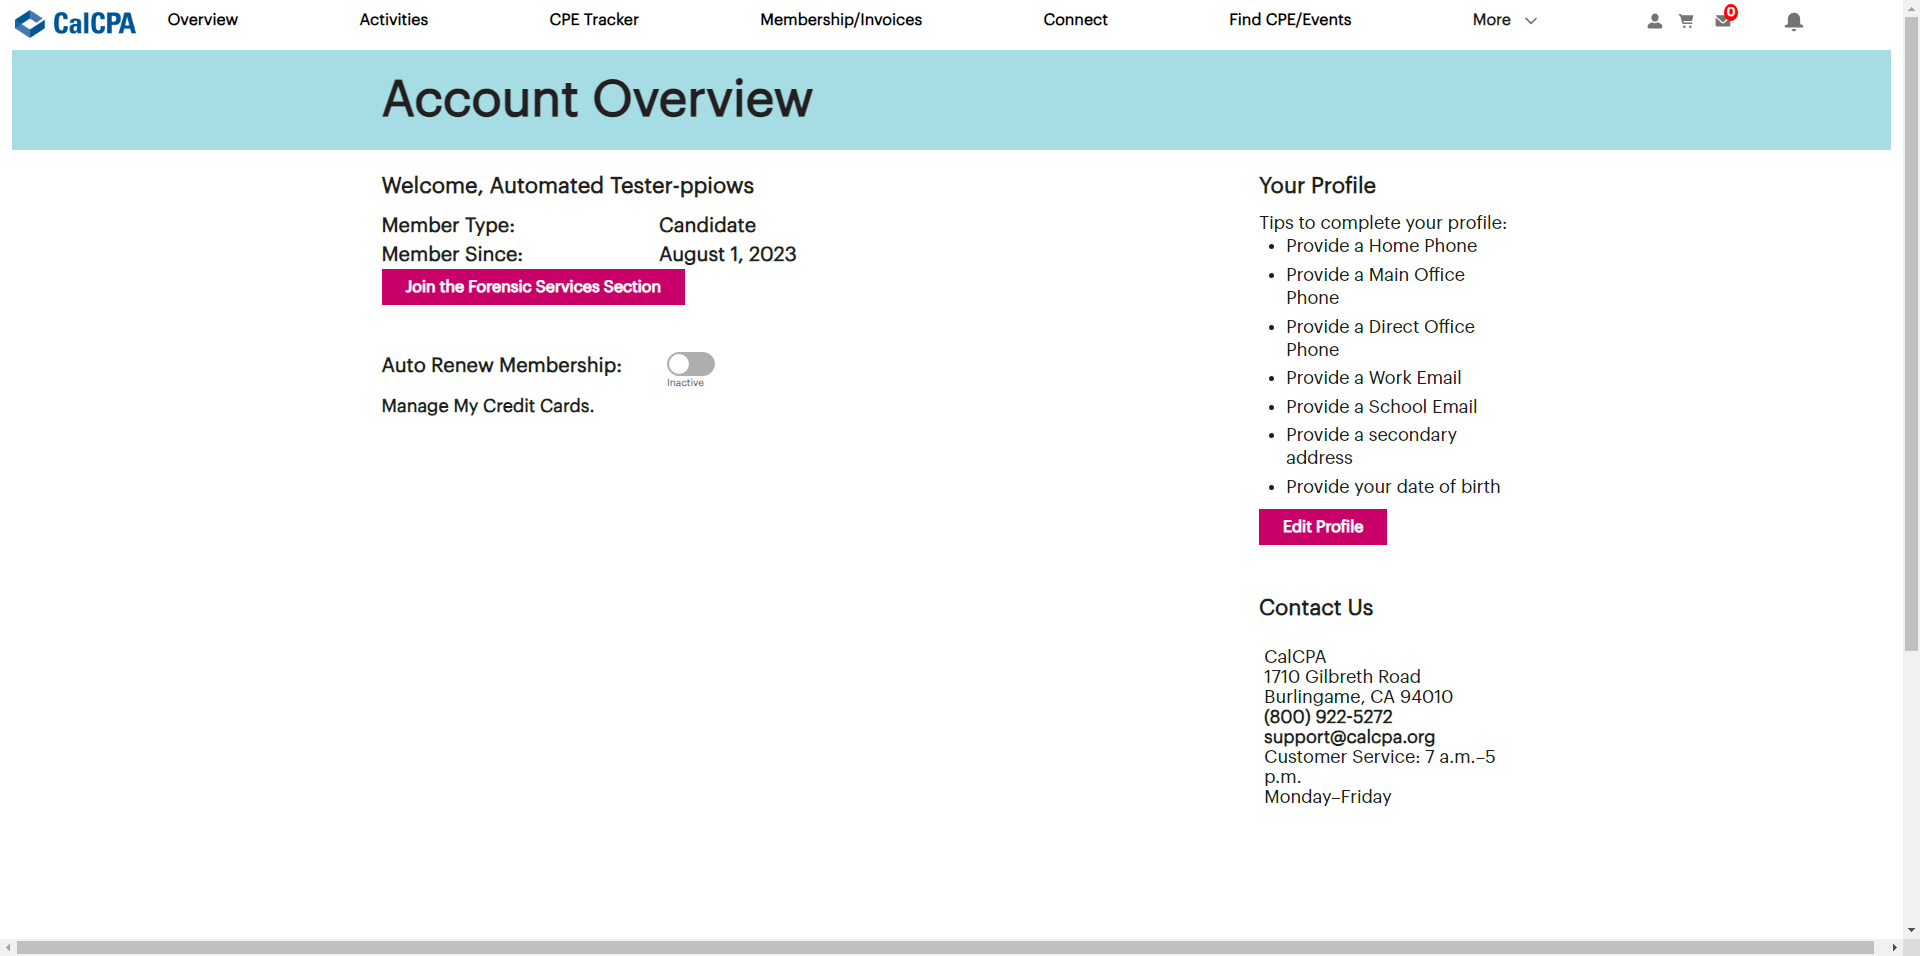 CalCPA
Overview
Activities
CPE Tracker
Membership/Invoices
Connect
Find CPE/Events
More
0
Account Overview
Welcome, Automated Tester-ppiows
Member Type: Candidate
Member Since: August 1, 2023
Join the Forensic Services Section
Auto Renew Membership:
Inactive
Manage My Credit Cards.
Your Profile
Tips to complete your profile:
• Provide a Home Phone
• Provide a Main Office
Phone
• Provide a Direct Office
Phone
• Provide a Work Email
• Provide a School Email
• Provide a secondary
address
• Provide your date of birth
Edit Profile
Contact Us
CalCPA
1710 Gilbreth Road
Burlingame, CA 94010
(800) 922-5272
support@calcpa.org
Customer Service: 7 a.m.–5
p.m.
Monday–Friday